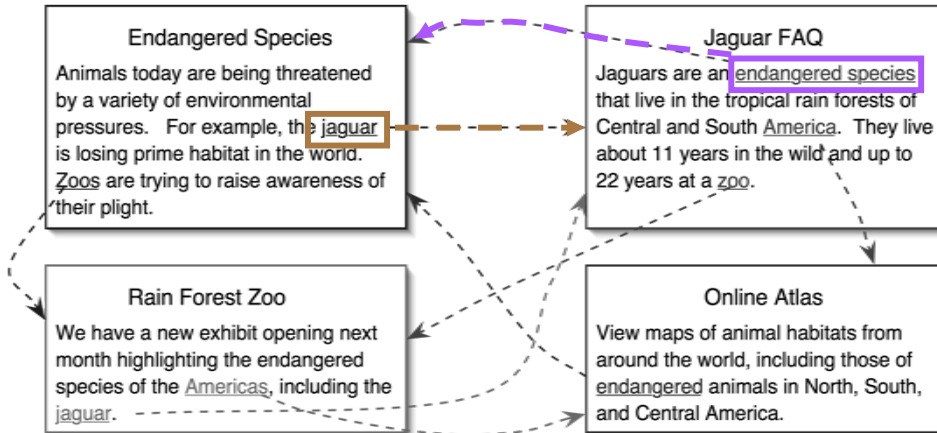 Endangered Species
Animals today are being threatened
by a variety of environmental
pressures. For example, the jaguar
is losing prime habitat in the world.
Zoos are trying to raise awareness of
their plight.
Jaguar FAQ
Jaguars are an endangered species
that live in the tropical rain forests of
Central and South America. They live
about 11 years in the wild and up to
22 years at a zoo.
Rain Forest Zoo
We have a new exhibit opening next
month highlighting the endangered
species of the Americas, including the
jaguar.
Online Atlas
View maps of animal habitats from
around the world, including those of
endangered animals in North, South,
and Central America.